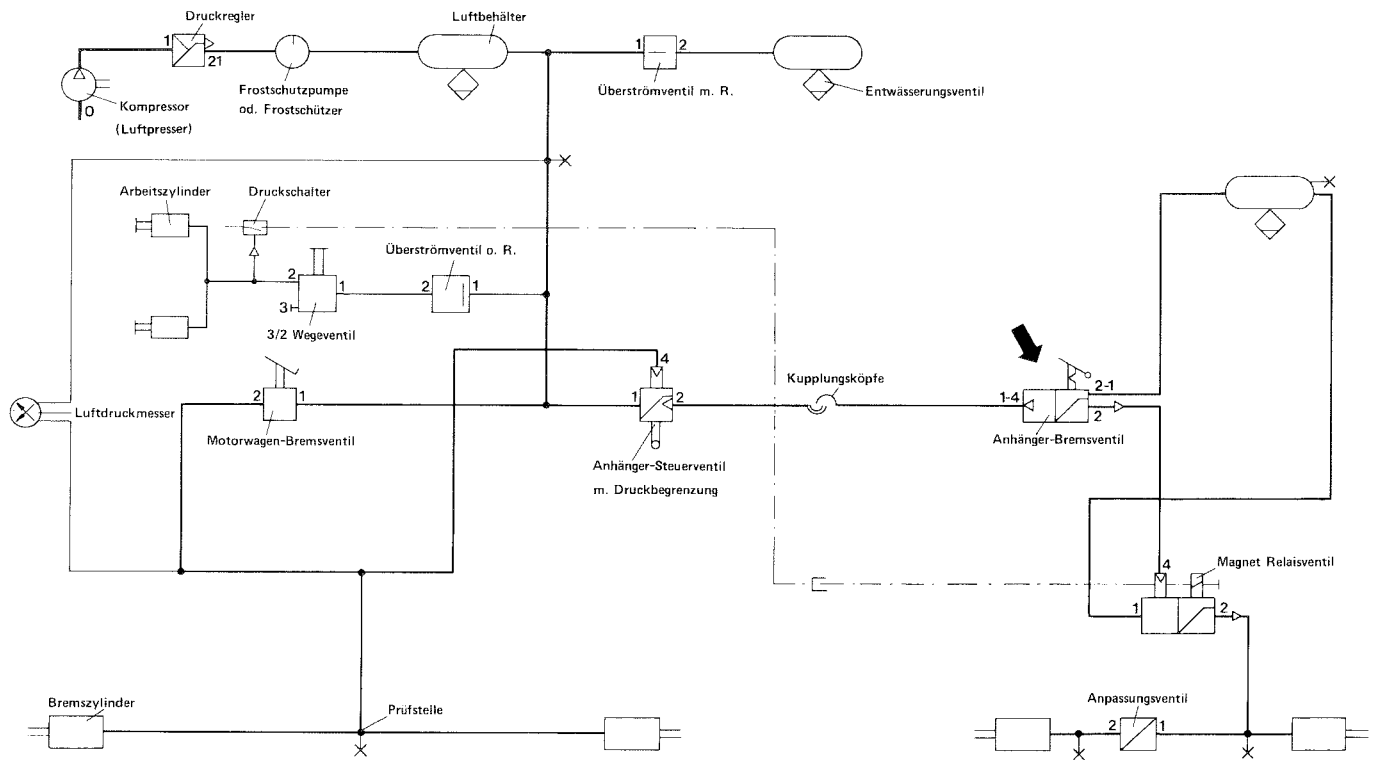 Druckregler
Luftbehälter
1
21
1
2
Frostschutzpumpe
od. Frostschützer
Überströmventil m. R.
Entwässerungsventil
0
Kompressor
(Luftpresser)
Arbeitszylinder
Druckschalter
Überströmventil o. R.
2
1
2
1
3
3/2 Wegeventil
4
Kupplungsköpfe
2
1
1
2
1-4
2-1
2
Luftdruckmesser
Motorwagen-Bremsventil
Anhänger-Bremsventil
Anhänger-Steuerventil
m. Druckbegrenzung
4
Magnet Relaisventil
1
2
Bremszylinder
Prüfstelle
Anpassungsventil
2
1